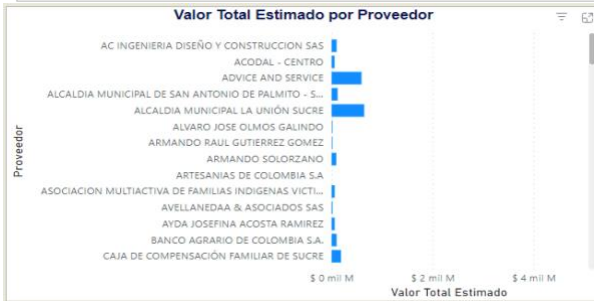 Valor Total Estimado por Proveedor
AC INGENIERIA DISEÑO Y CONSTRUCCION SAS
ACODAL - CENTRO
ADVICE AND SERVICE
ALCALDIA MUNICIPAL DE SAN ANTONIO DE PALMITO - S...
ALCALDIA MUNICIPAL LA UNIÓN SUCRE
ALVARO JOSE OLMOS GALINDO
ARMANDO RAUL GUTIERREZ GOMEZ
ARMANDO SOLORZANO
ARTESANIAS DE COLOMBIA S.A
ASOCIACION MULTIACTIVA DE FAMILIAS INDIGENAS VICTI...
AVELLANEDAA & ASOCIADOS SAS
AYDA JOSEFINA ACOSTA RAMIREZ
BANCO AGRARIO DE COLOMBIA S.A.
CAJA DE COMPENSACIÓN FAMILIAR DE SUCRE
Proveedor
$ 0 mil M
$ 2 mil M
$ 4 mil M
Valor Total Estimado